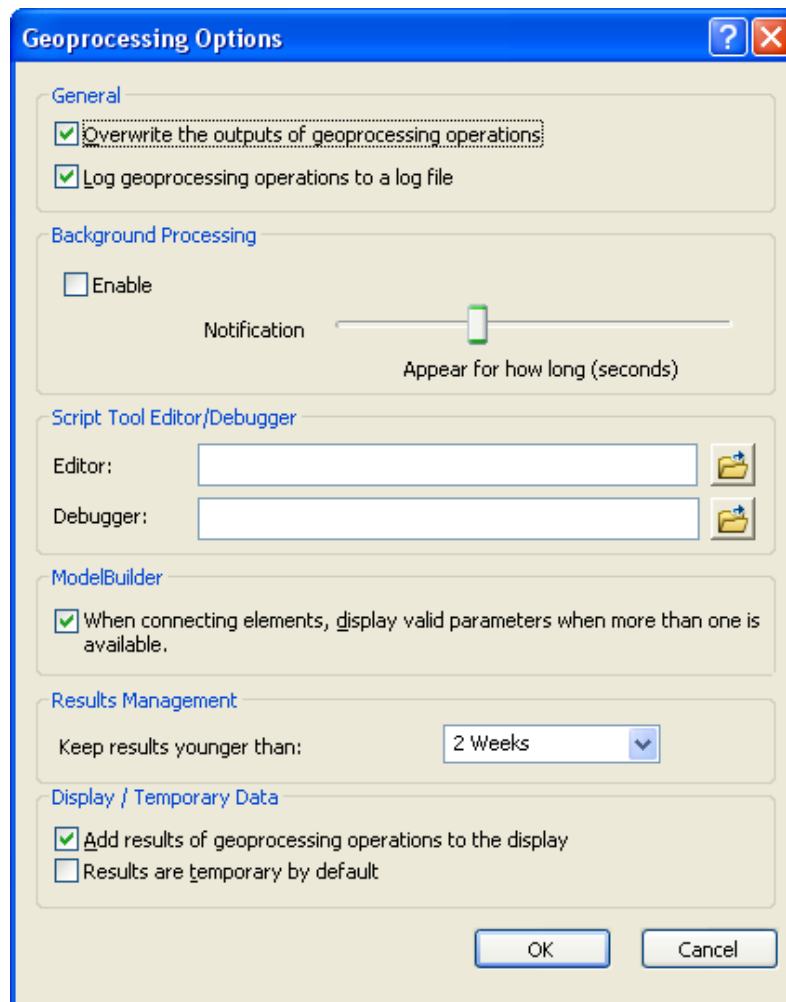 Geoprocessing Options
?
General
Overwrite the outputs of geoprocessing operations
Log geoprocessing operations to a log file
Background Processing
Enable
Notification
Appear for how long (seconds)
Script Tool Editor/Debugger
Editor:
Debugger:
ModelBuilder
When connecting elements, display valid parameters when more than one is
available.
Results Management
Keep results younger than: 2 Weeks
Display / Temporary Data
Add results of geoprocessing operations to the display
Results are temporary by default
OK Cancel